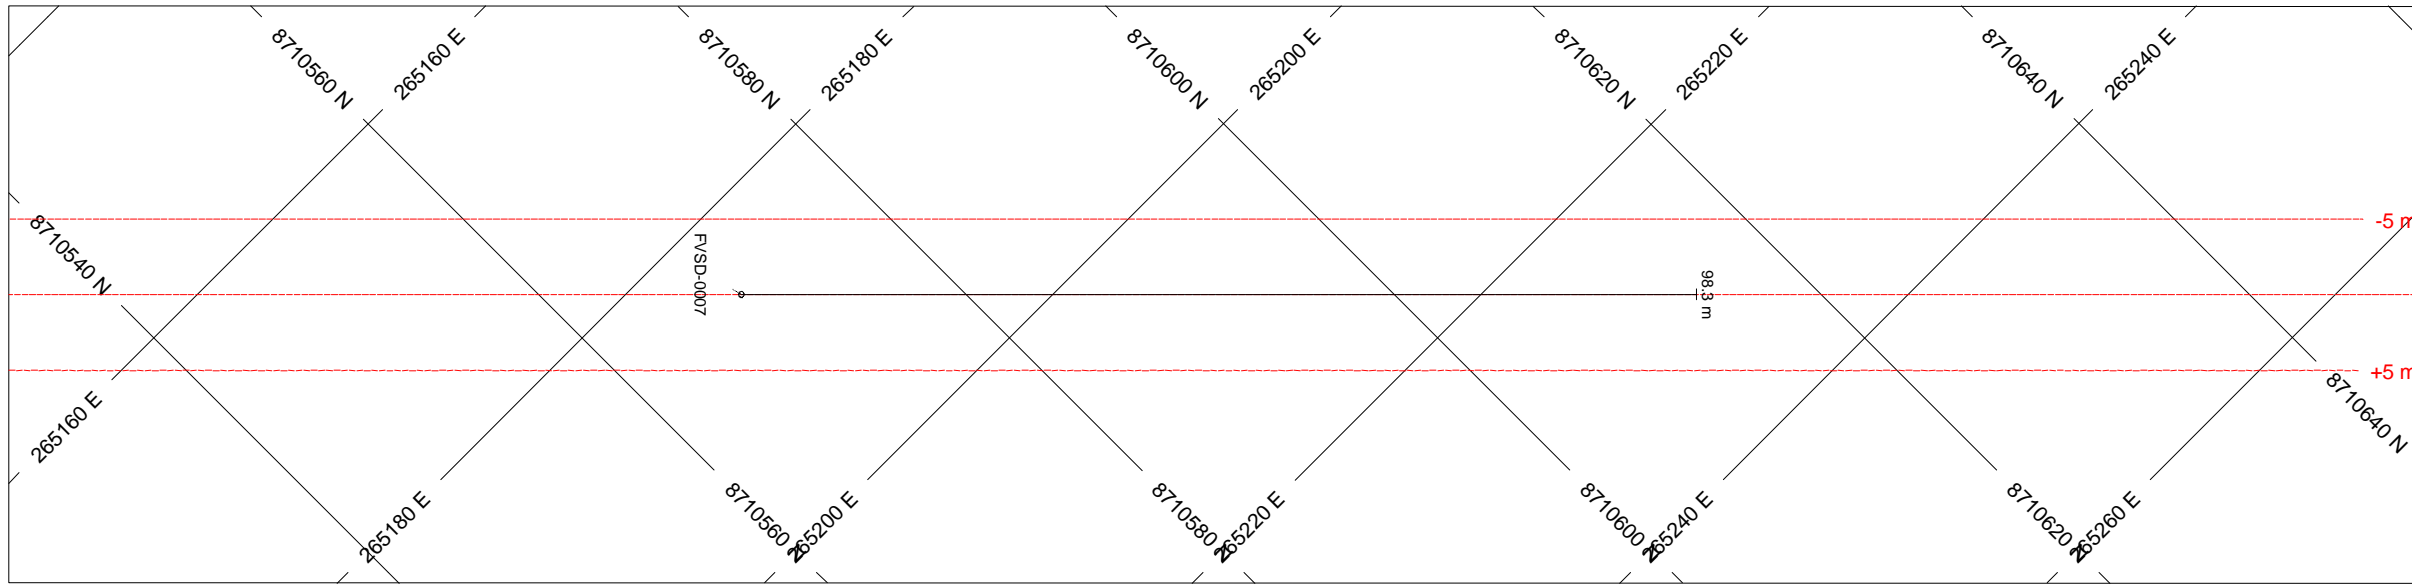 8710560 N
265160 E
8710580 N
265180 E
8710600 N
265200 E
8710620 N
265220 E
8710640 N
265240 E
-5 m
8710540 N
FVSD-0007
98.3 m
+5 m
265160 E
8710640 N
265180 E
8710560 N
265200 E
8710580 N
265220 E
8710600 N
265240 E
8710620 N
265260 E